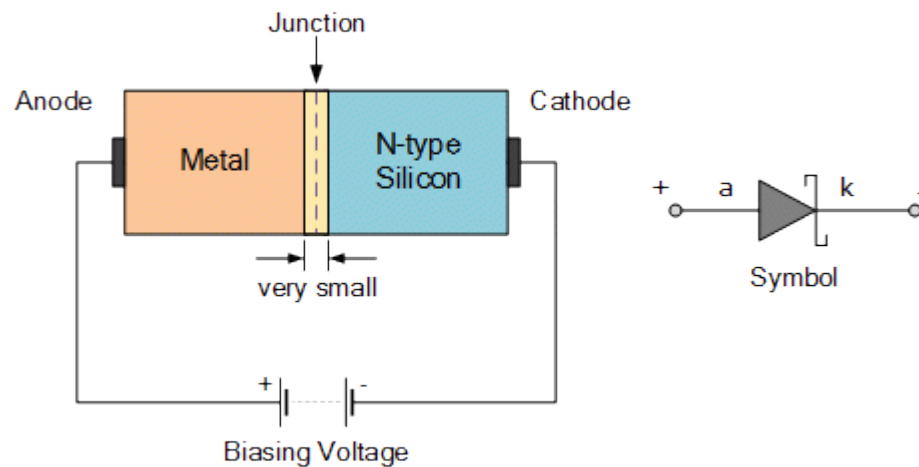 Junction
Anode
Cathode
Metal
N-type
Silicon
very small
+ -
Biasing Voltage
+ a k -
Symbol